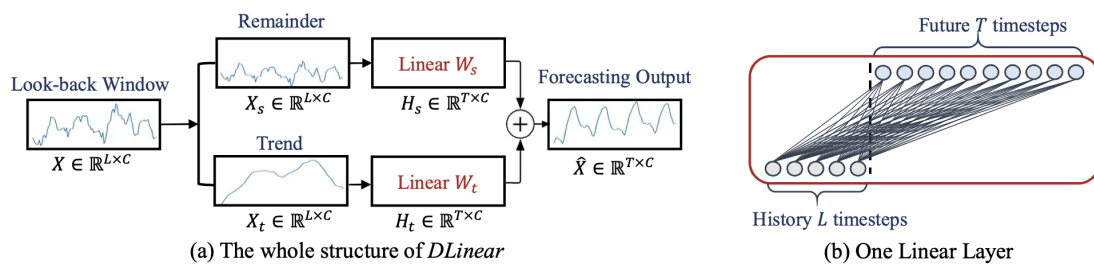 Look-back Window
X ∈ ℝ^{L×C}
Remainder
X_s ∈ ℝ^{L×C}
Linear W_s
H_s ∈ ℝ^{T×C}
Trend
X_t ∈ ℝ^{L×C}
Linear W_t
H_t ∈ ℝ^{T×C}
+
Forecasting Output
X̂ ∈ ℝ^{T×C}
(a) The whole structure of DLinear
Future T timesteps
History L timesteps
(b) One Linear Layer